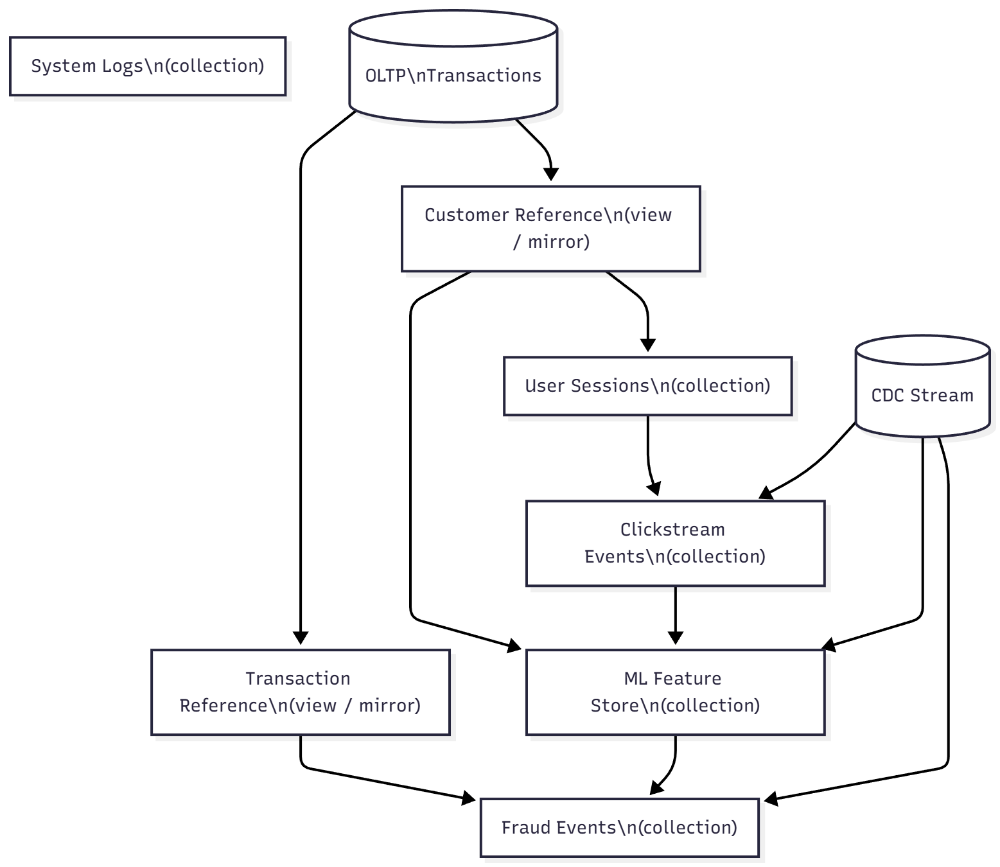 System Logs\n(collection)
OLTP\nTransactions
Customer Reference\n(view
/ mirror)
User Sessions\n(collection)
CDC Stream
Clickstream
Events\n(collection)
Transaction
Reference\n(view / mirror)
ML Feature
Store\n(collection)
Fraud Events\n(collection)